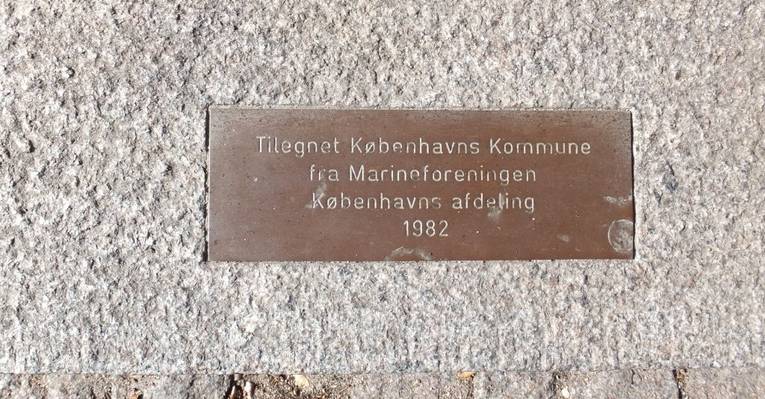 Tilegnet Københavns Kommune
fra Marineforeningen
Københavns afdeling
1982